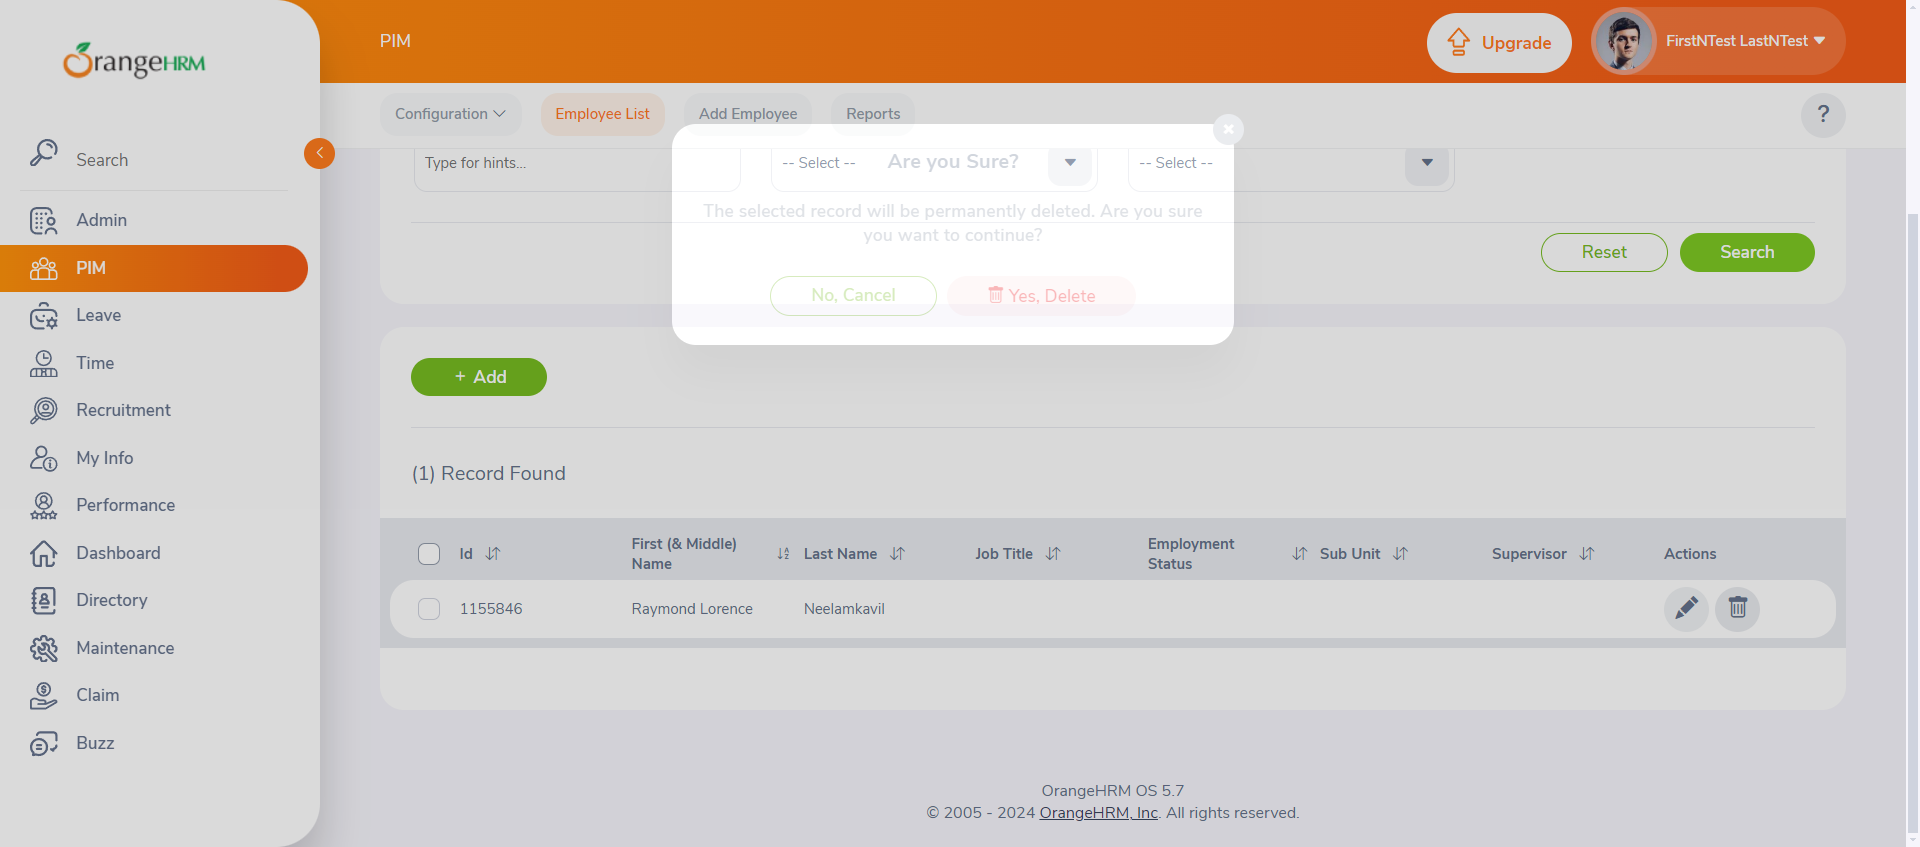 OrangeHRM
PIM
Upgrade
FirstNTest LastNTest
Search
Admin
PIM
Leave
Time
Recruitment
My Info
Performance
Dashboard
Directory
Maintenance
Claim
Buzz
Configuration
Employee List
Add Employee
Reports
?
Type for hints...
-- Select --
-- Select --
Are you Sure?
The selected record will be permanently deleted. Are you sure
you want to continue?
No, Cancel
Yes, Delete
Reset
Search
+ Add
(1) Record Found
Id
First (& Middle)
Name
Last Name
Job Title
Employment
Status
Sub Unit
Supervisor
Actions
1155846
Raymond Lorence
Neelamkavil
OrangeHRM OS 5.7
© 2005 - 2024 OrangeHRM, Inc. All rights reserved.